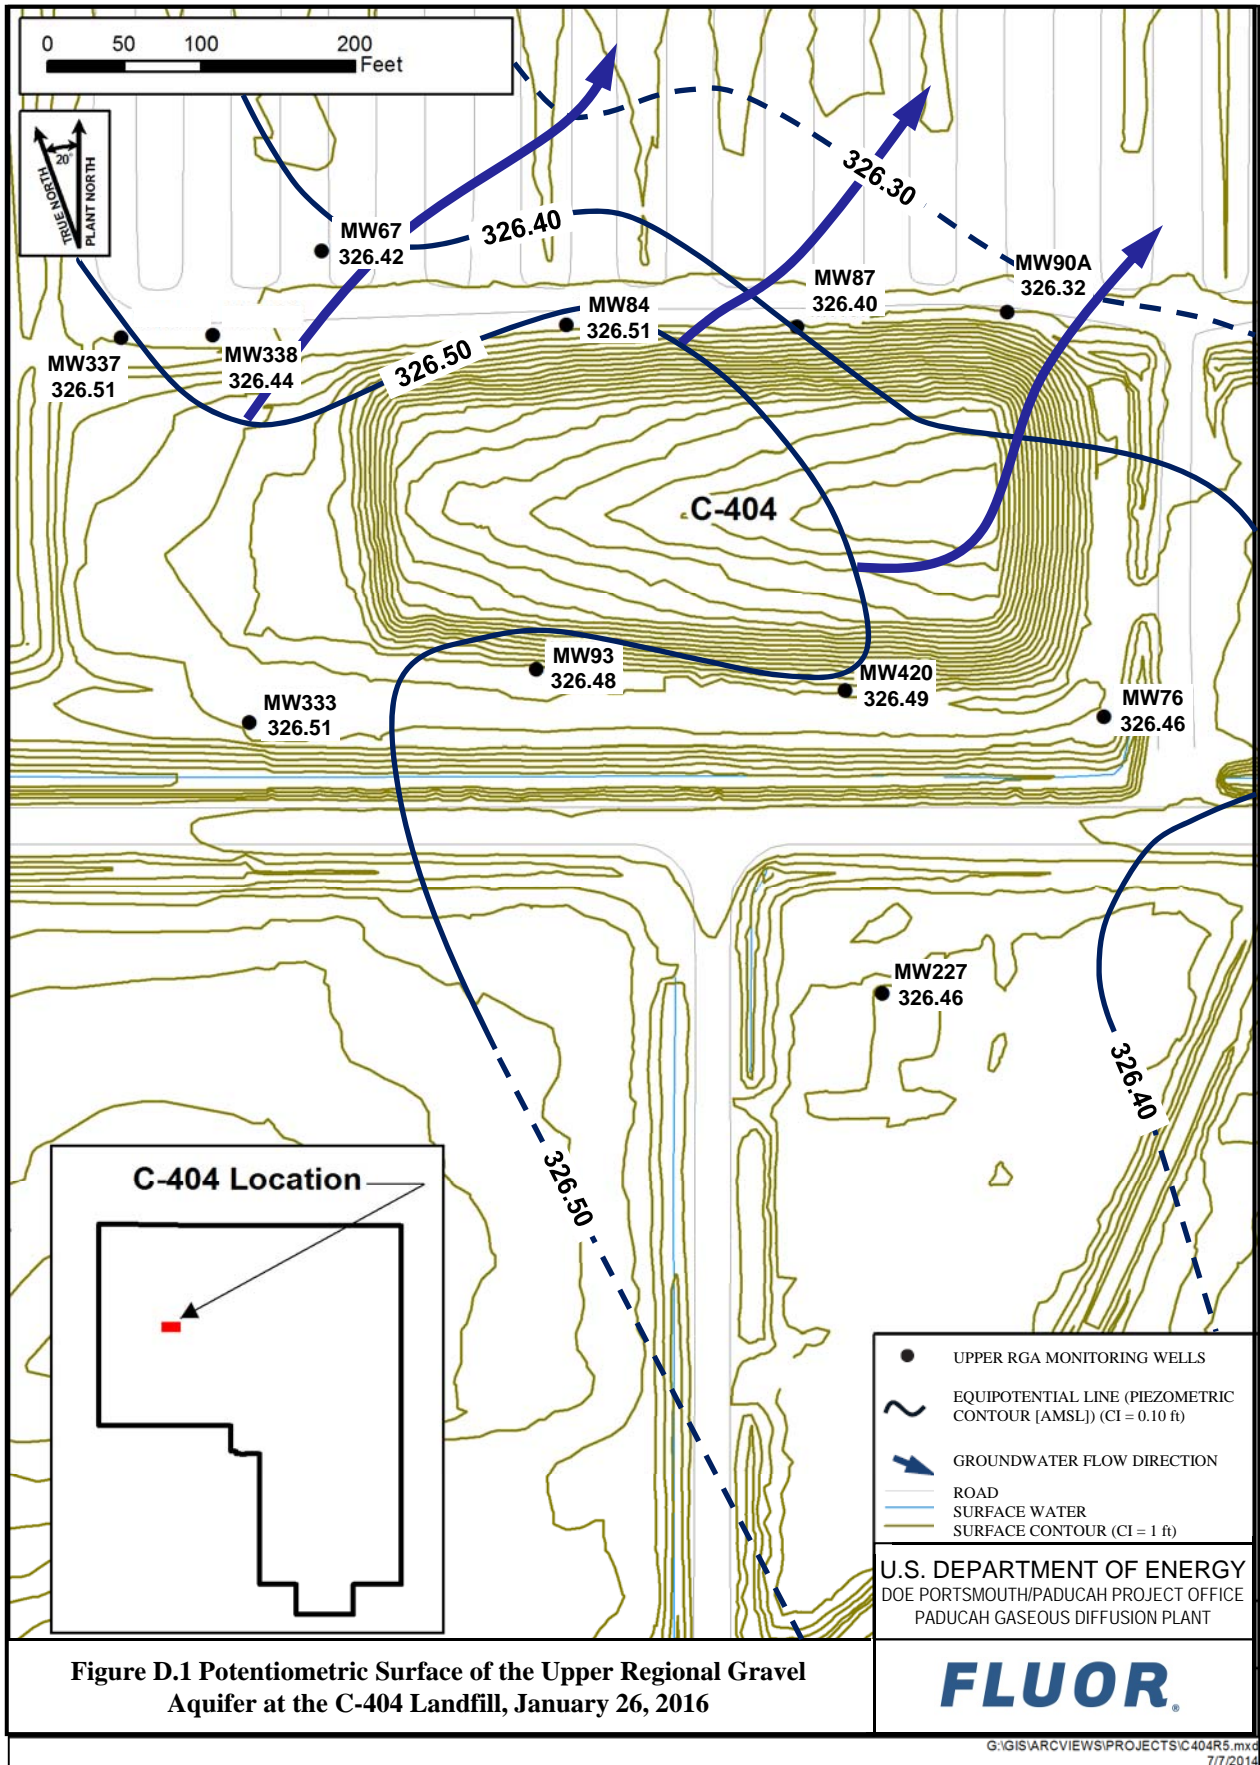 0 50 100 200
Feet
TRUE NORTH
20°
PLANT NORTH
326.30
326.40
MW67
326.42
MW90A
326.32
MW87
326.40
MW84
326.51
MW337
326.51
MW338
326.44
326.50
C-404
MW93
326.48
MW420
326.49
MW333
326.51
MW76
326.46
MW227
326.46
326.40
326.50
C-404 Location
UPPER RGA MONITORING WELLS
EQUIPOTENTIAL LINE (PIEZOMETRIC
CONTOUR [AMSL]) (CI = 0.10 ft)
GROUNDWATER FLOW DIRECTION
ROAD
SURFACE WATER
SURFACE CONTOUR (CI = 1 ft)
U.S. DEPARTMENT OF ENERGY
DOE PORTSMOUTH/PADUCAH PROJECT OFFICE
PADUCAH GASEOUS DIFFUSION PLANT
Figure D.1 Potentiometric Surface of the Upper Regional Gravel
Aquifer at the C-404 Landfill, January 26, 2016
FLUOR®
G:\GIS\ARCVIEWS\PROJECTS\C404R5.mxd
7/7/2014